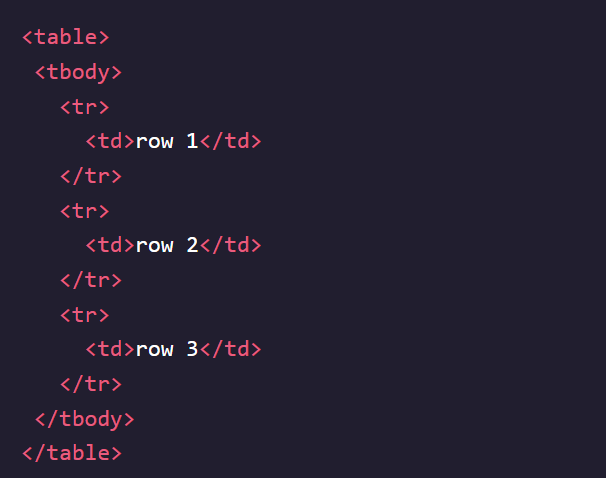 <table>
 <tbody>
   <tr>
     <td>row 1</td>
   </tr>
   <tr>
     <td>row 2</td>
   </tr>
   <tr>
     <td>row 3</td>
   </tr>
 </tbody>
</table>